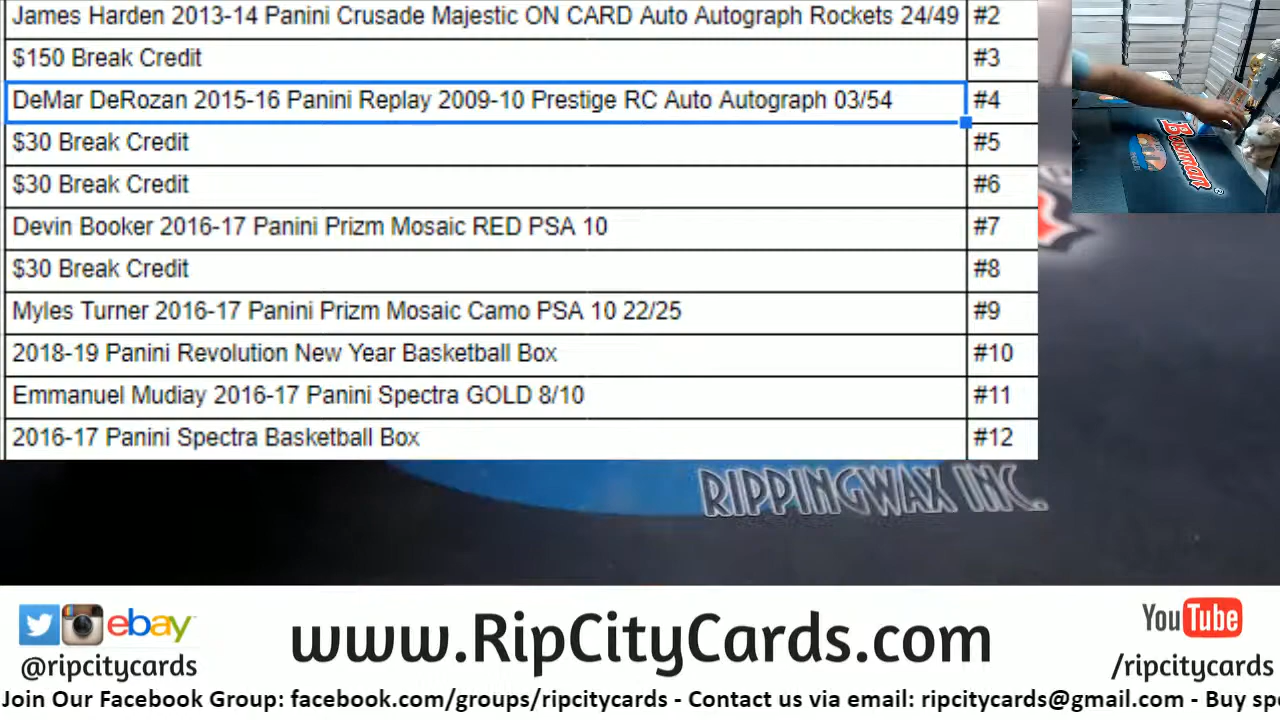 James Harden 2013-14 Panini Crusade Majestic ON CARD Auto Autograph Rockets 24/49 #2
$150 Break Credit #3
DeMar DeRozan 2015-16 Panini Replay 2009-10 Prestige RC Auto Autograph 03/54 #4
$30 Break Credit #5
$30 Break Credit #6
Devin Booker 2016-17 Panini Prizm Mosaic RED PSA 10 #7
$30 Break Credit #8
Myles Turner 2016-17 Panini Prizm Mosaic Camo PSA 10 22/25 #9
2018-19 Panini Revolution New Year Basketball Box #10
Emmanuel Mudiay 2016-17 Panini Spectra GOLD 8/10 #11
2016-17 Panini Spectra Basketball Box #12
Bowman
RIPPINGWAX INC.
ebay
@ripcitycards
www.RipCityCards.com
YouTube
/ripcitycards
Join Our Facebook Group: facebook.com/groups/ripcitycards - Contact us via email: ripcitycards@gmail.com - Buy spo